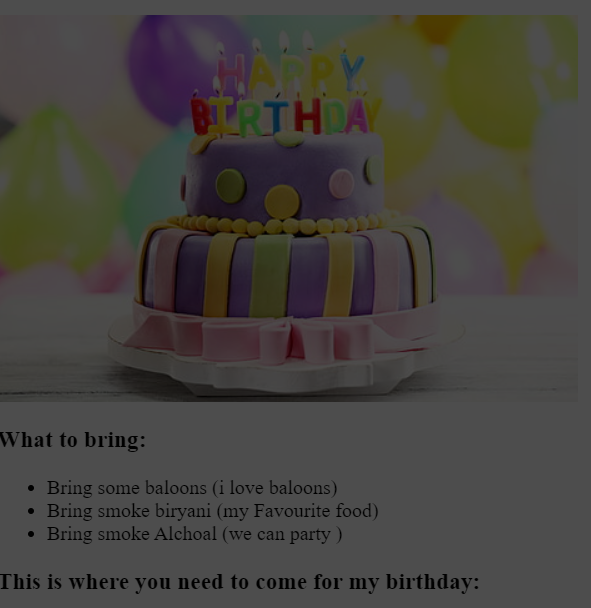 HAPPY
BIRTHDAY
What to bring:
Bring some baloons (i love baloons)
Bring smoke biryani (my Favourite food)
Bring smoke Alchoal (we can party )
This is where you need to come for my birthday: